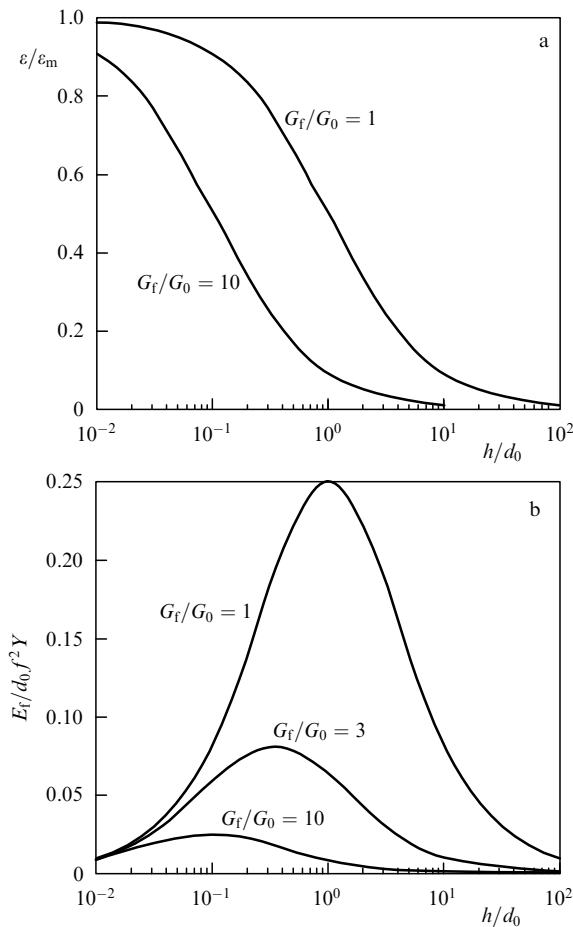 1.0
a
ε/εm
0.8
Gf/G0 = 1
0.6
0.4
Gf/G0 = 10
0.2
0
10⁻² 10⁻¹ 10⁰ 10¹ 10²
h/d0
0.25
b
0.20
Gf/G0 = 1
0.15
Ef/d0 f² Y
0.10
Gf/G0 = 3
0.05
Gf/G0 = 10
0
10⁻² 10⁻¹ 10⁰ 10¹ 10²
h/d0